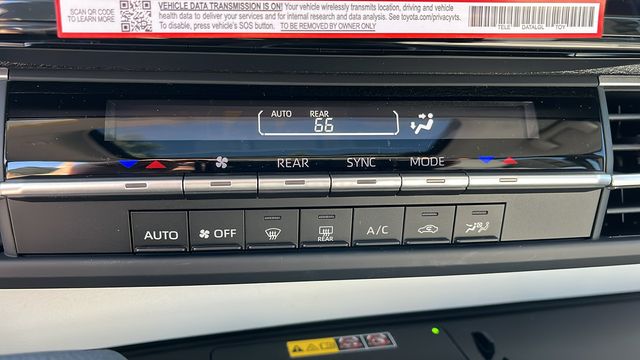 SCAN QR CODE
TO LEARN MORE
VEHICLE DATA TRANSMISSION IS ON! Your vehicle wirelessly transmits location, driving and vehicle
health data to deliver your services and for internal research and data analysis. See toyota.com/privacyvts.
To disable, press vehicle's SOS button. TO BE REMOVED BY OWNER ONLY
TELE DATALGL TOY
AUTO REAR
66
REAR SYNC MODE
AUTO OFF REAR A/C